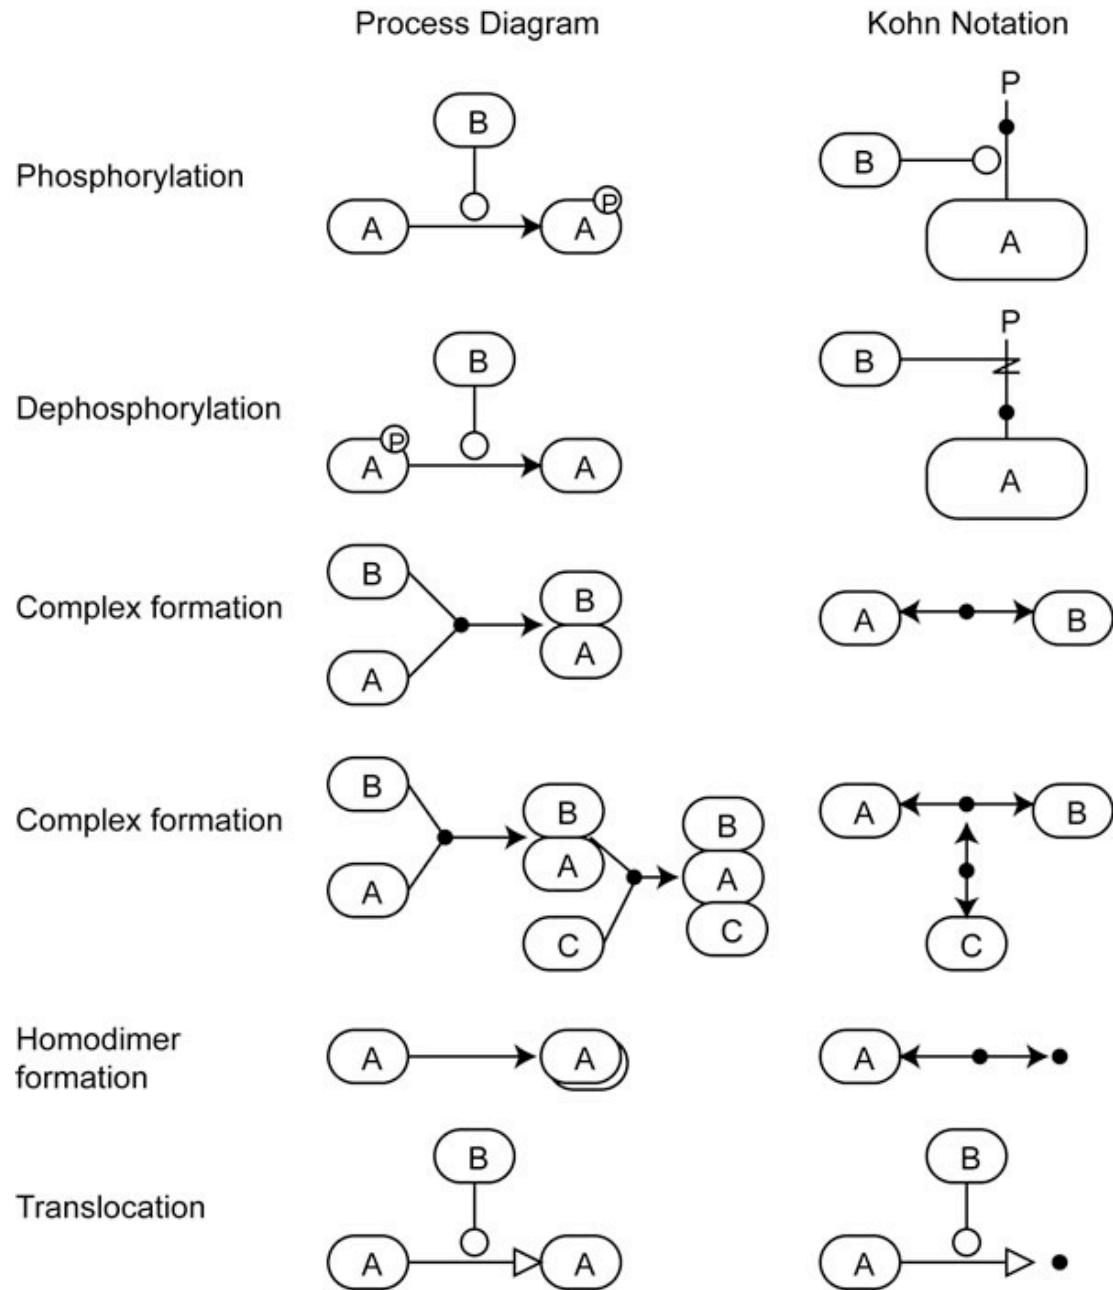 Process Diagram Kohn Notation
Phosphorylation
B
A
A P
P
B
A
Dephosphorylation
B
A P
A
P
B
A
Complex formation
B
A
B
A
A B
Complex formation
B
A
B
A
C
B
A
C
A B
C
Homodimer
formation
A A A
Translocation
B
A A
B
A